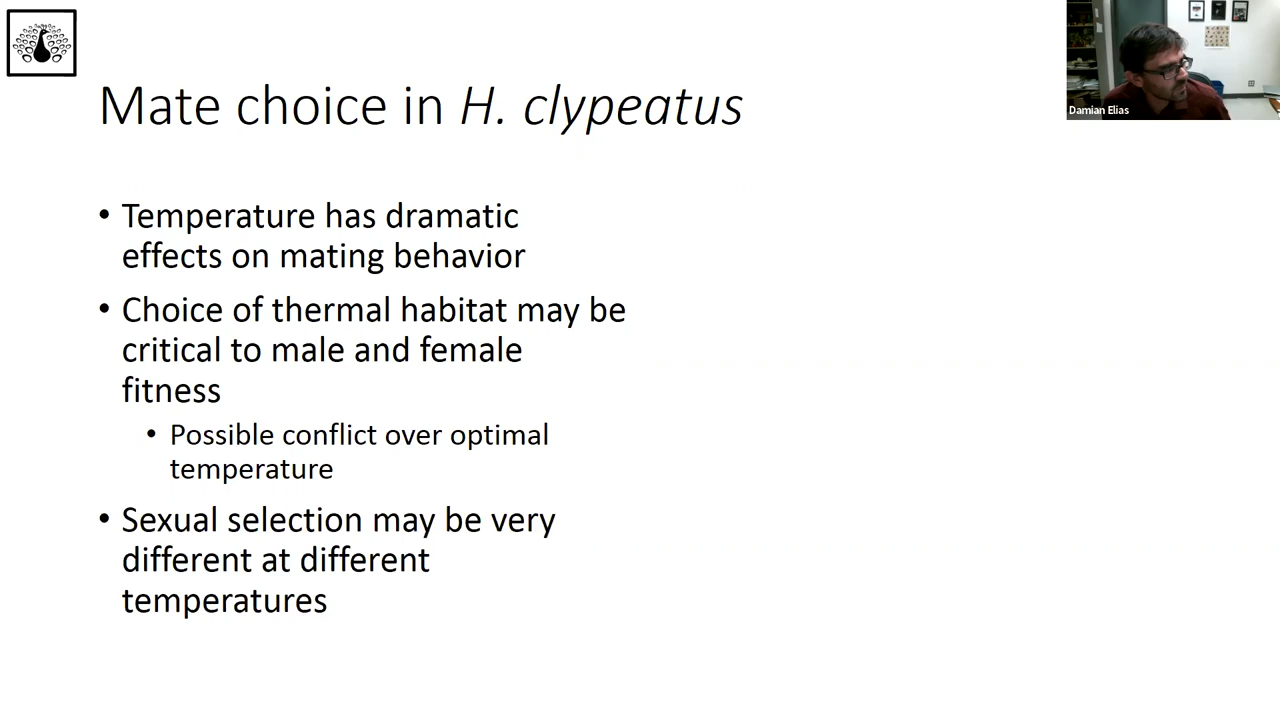 Mate choice in H. clypeatus
Damian Elias
• Temperature has dramatic
effects on mating behavior
• Choice of thermal habitat may be
critical to male and female
fitness
• Possible conflict over optimal
temperature
• Sexual selection may be very
different at different
temperatures